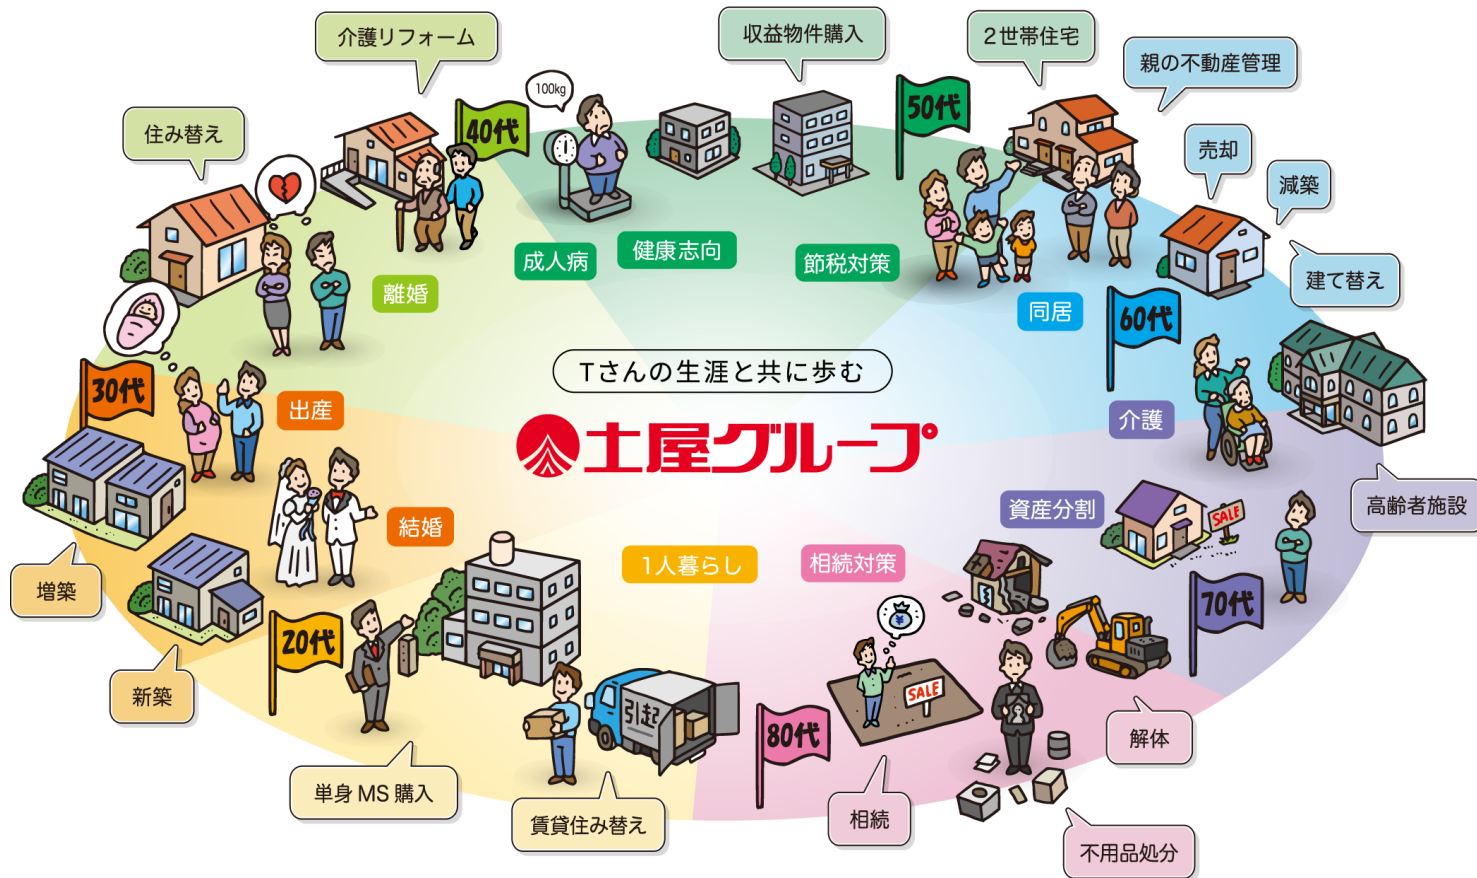 介護リフォーム
収益物件購入
2世帯住宅
親の不動産管理
住み替え
40代
100kg
50代
売却
減築
成人病
健康志向
節税対策
離婚
同居
60代
建て替え
Tさんの生涯と共に歩む
土屋グループ
30代
出産
介護
高齢者施設
資産分割
SALE
結婚
1人暮らし
相続対策
増築
新築
20代
70代
引起
SALE
80代
解体
単身MS購入
賃貸住み替え
相続
不用品処分
¥